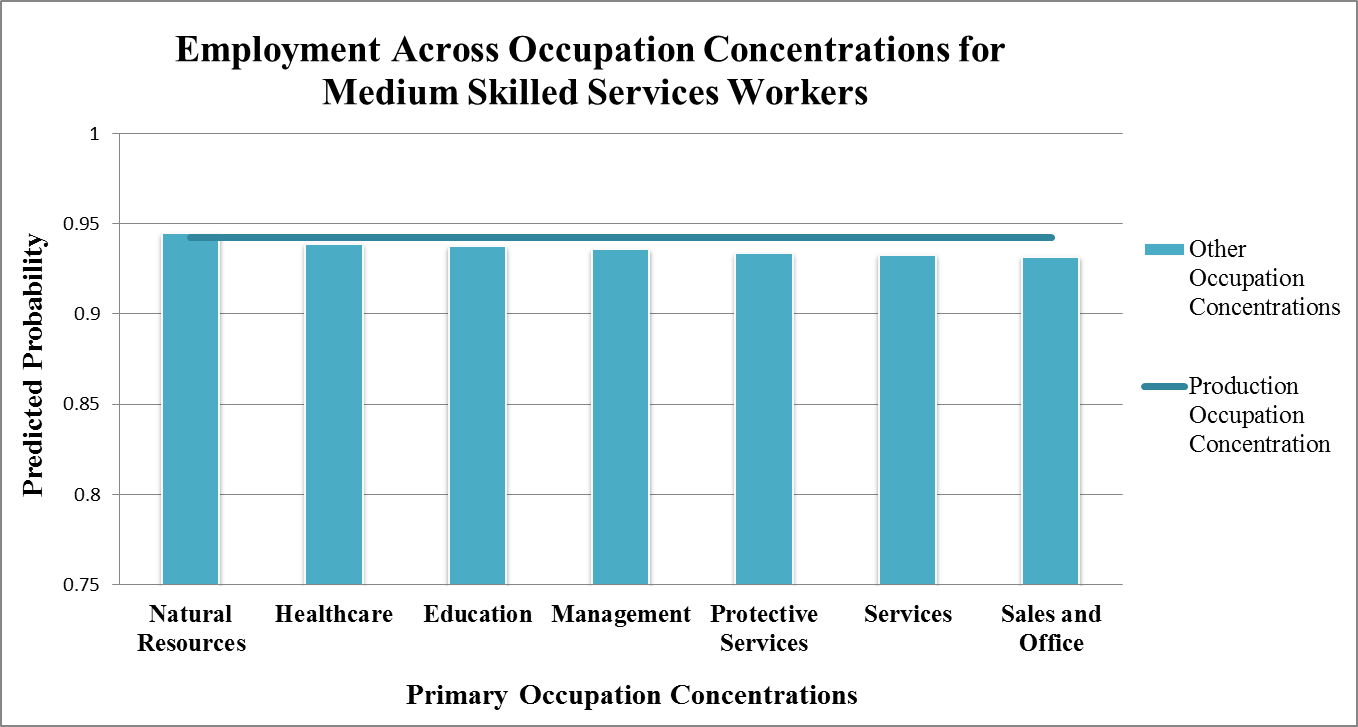 Employment Across Occupation Concentrations for
Medium Skilled Services Workers
Predicted Probability
1
0.95
0.9
0.85
0.8
0.75
Natural
Resources
Healthcare
Education
Management
Protective
Services
Services
Sales and
Office
Primary Occupation Concentrations
Other
Occupation
Concentrations
Production
Occupation
Concentration